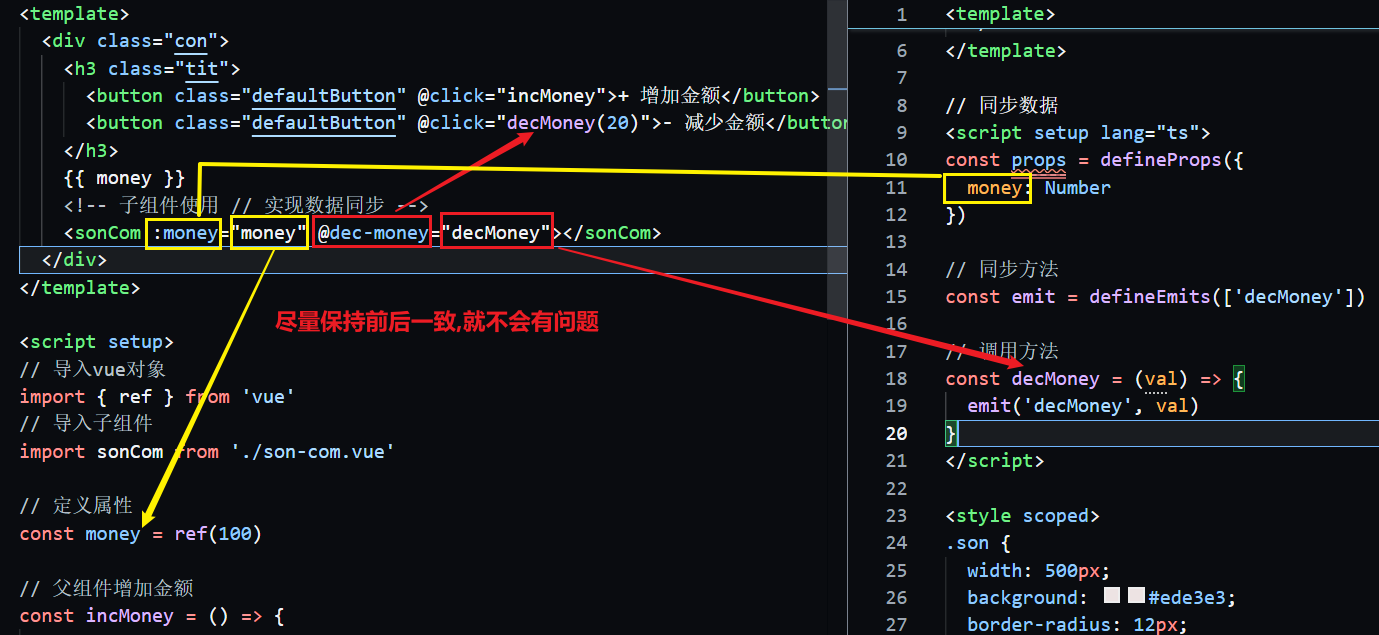 <template>
<div class="con">
<h3 class="tit">
<button class="defaultButton" @click="incMoney">+ 增加金额</button>
<button class="defaultButton" @click="decMoney(20)">- 减少金额</button
</h3>
{{ money }}
<!-- 子组件使用 // 实现数据同步 -->
<sonCom :money="money" @dec-money="decMoney"></sonCom>
</div>
</template>
尽量保持前后一致,就不会有问题
<script setup>
// 导入vue对象
import { ref } from 'vue'
// 导入子组件
import sonCom from './son-com.vue'
// 定义属性
const money = ref(100)
// 父组件增加金额
const incMoney = () => {
1 <template>
6 </template>
7
8 // 同步数据
9 <script setup lang="ts">
10 const props = defineProps({
11 money: Number
12 })
13
14 // 同步方法
15 const emit = defineEmits(['decMoney'])
16
17 // 调用方法
18 const decMoney = (val) => {
19 emit('decMoney', val)
20 }
21 </script>
22
23 <style scoped>
24 .son {
25 width: 500px;
26 background: #ede3e3;
27 border-radius: 12px;